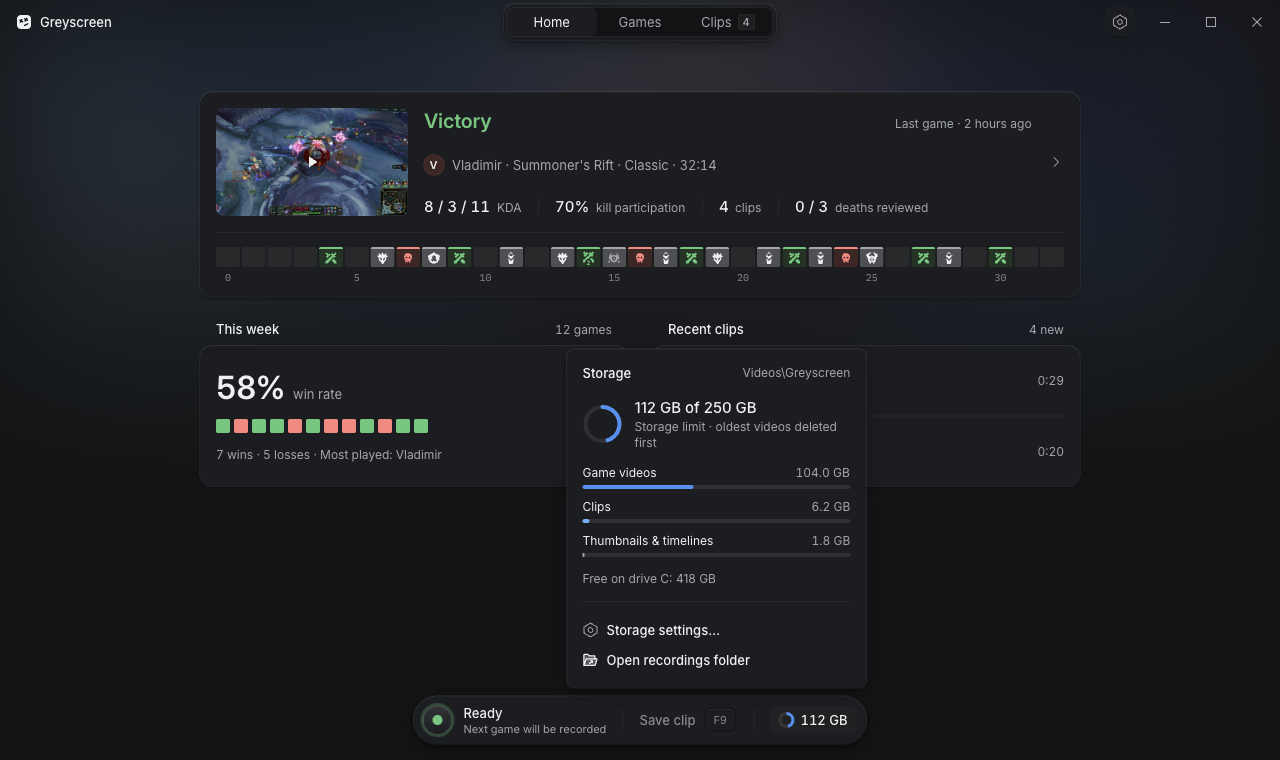 Greyscreen
Home
Games
Clips 4
Victory
Last game · 2 hours ago
V Vladimir · Summoner's Rift · Classic · 32:14
8 / 3 / 11 KDA
70% kill participation
4 clips
0 / 3 deaths reviewed
0 5 10 15 20 25 30
This week
12 games
Recent clips
4 new
58% win rate
7 wins · 5 losses · Most played: Vladimir
0:29
0:20
Storage
Videos\Greyscreen
112 GB of 250 GB
Storage limit · oldest videos deleted
first
Game videos 104.0 GB
Clips 6.2 GB
Thumbnails & timelines 1.8 GB
Free on drive C: 418 GB
Storage settings...
Open recordings folder
Ready
Next game will be recorded
Save clip F9
112 GB